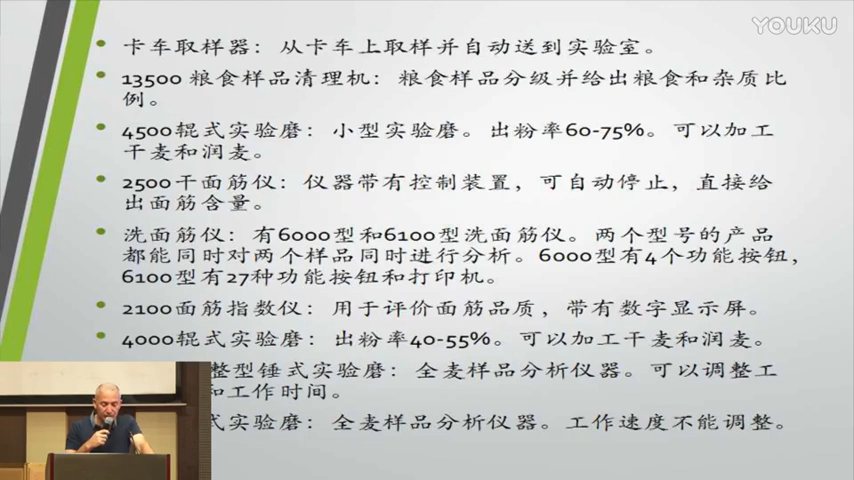 YOUKU
卡车取样器：从卡车上取样并自动送到实验室。
13500 粮食样品清理机：粮食样品分级并给出粮食和杂质比
例。
4500辊式实验磨：小型实验磨。出粉率60-75%。可以加工
干麦和润麦。
2500干面筋仪：仪器带有控制装置，可自动停止，直接给
出面筋含量。
洗面筋仪：有6000型和6100型洗面筋仪。两个型号的产品
都能同时对两个样品同时进行分析。6000型有4个功能按钮，
6100型有27种功能按钮和打印机。
2100面筋指数仪：用于评价面筋品质，带有数字显示屏。
4000辊式实验磨：出粉率40-55%。可以加工干麦和润麦。
整型锤式实验磨：全麦样品分析仪器。可以调整工
和工作时间。
式实验磨：全麦样品分析仪器。工作速度不能调整。